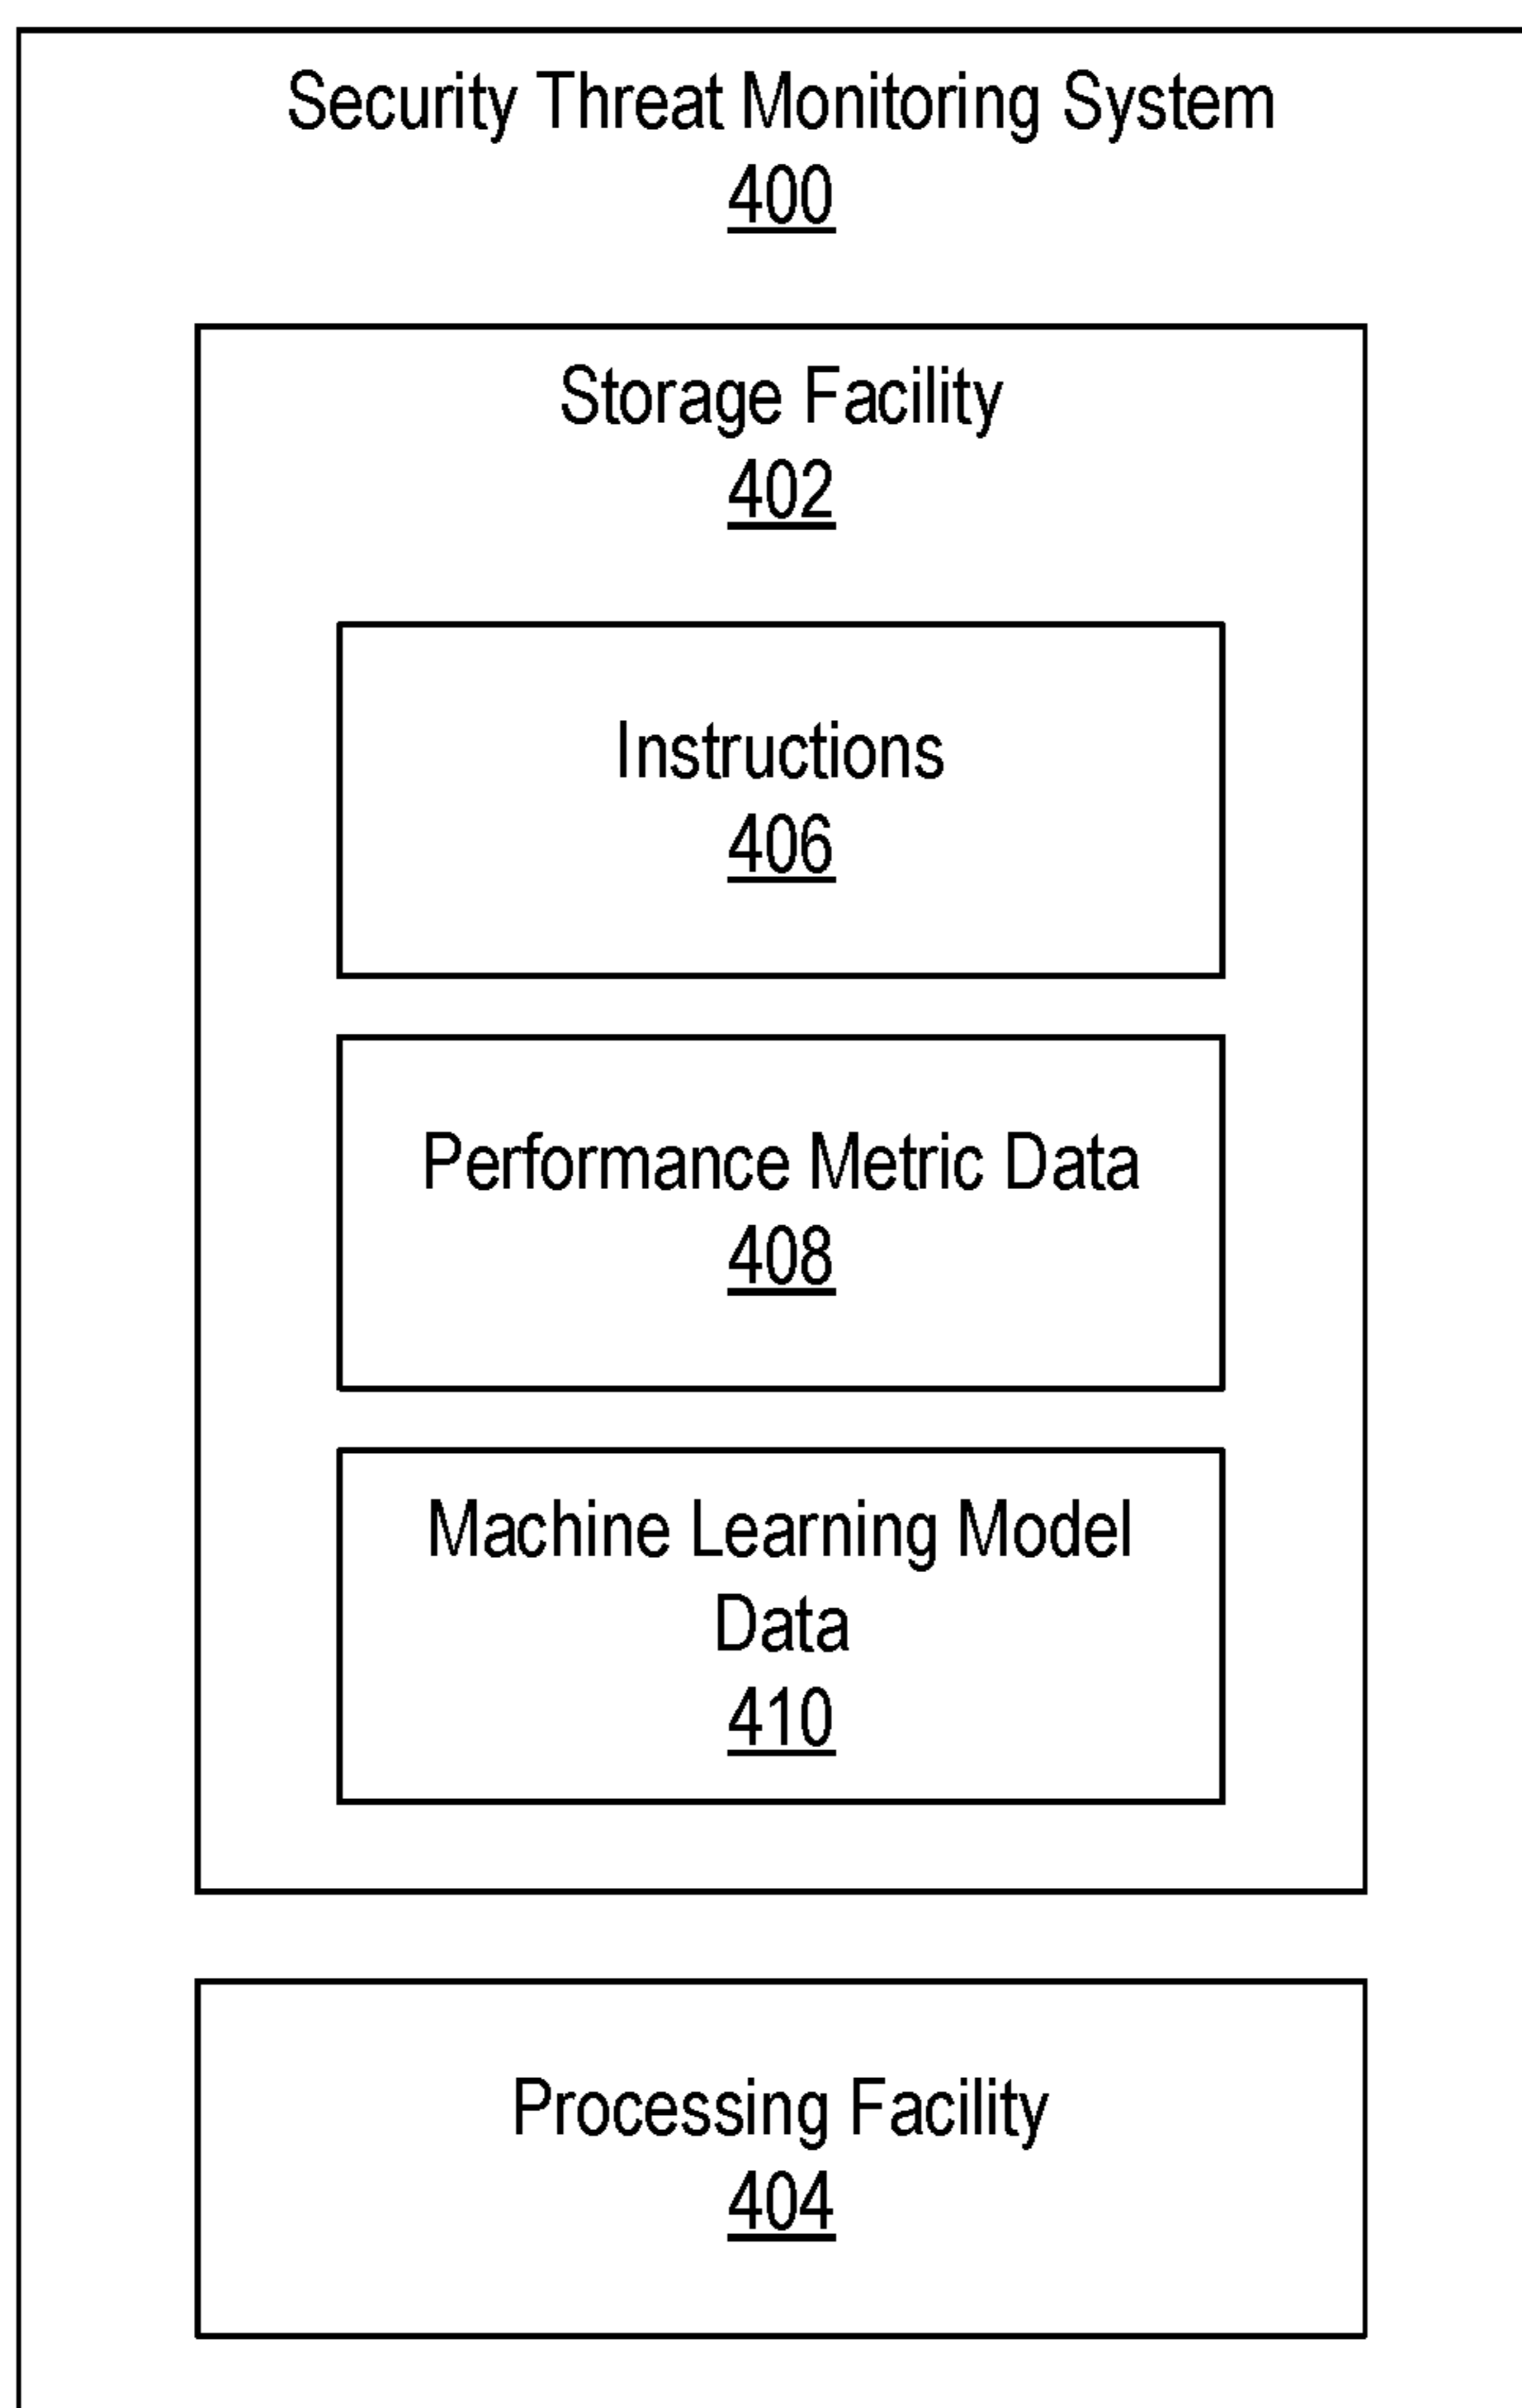 Security Threat Monitoring System
400
Storage Facility
402
Instructions
406
Performance Metric Data
408
Machine Learning Model
Data
410
Processing Facility
404